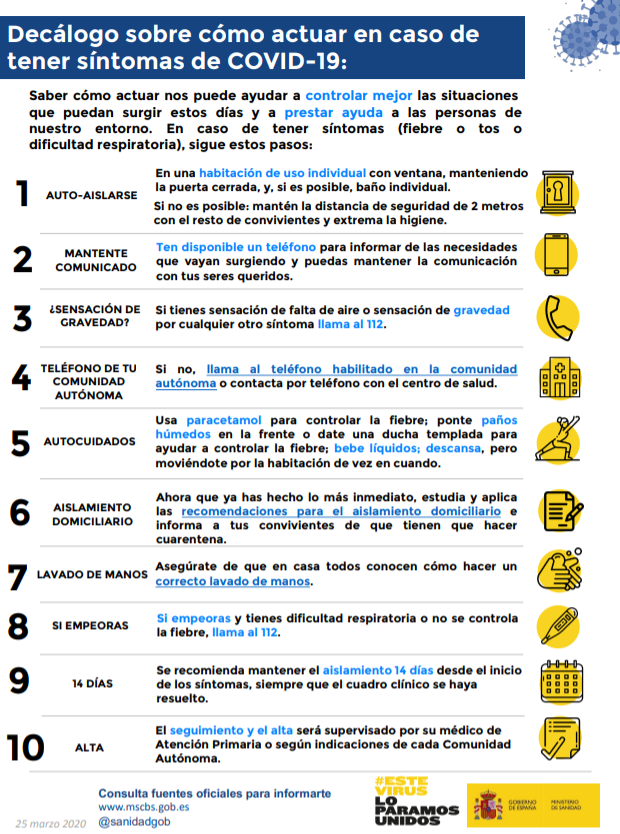 Decálogo sobre cómo actuar en caso de
tener síntomas de COVID-19:
Saber cómo actuar nos puede ayudar a controlar mejor las situaciones
que puedan surgir estos días y a prestar ayuda a las personas de
nuestro entorno. En caso de tener síntomas (fiebre o tos o
dificultad respiratoria), sigue estos pasos:
1
AUTO-AISLARSE
En una habitación de uso individual con ventana, manteniendo
la puerta cerrada, y, si es posible, baño individual.
Si no es posible: mantén la distancia de seguridad de 2 metros
con el resto de convivientes y extrema la higiene.
2
MANTENTE
COMUNICADO
Ten disponible un teléfono para informar de las necesidades
que vayan surgiendo y puedas mantener la comunicación
con tus seres queridos.
3
¿SENSACIÓN DE
GRAVEDAD?
Si tienes sensación de falta de aire o sensación de gravedad
por cualquier otro síntoma llama al 112.
4
TELÉFONO DE TU
COMUNIDAD
AUTÓNOMA
Si no, llama al teléfono habilitado en la comunidad
autónoma o contacta por teléfono con el centro de salud.
5
AUTOCUIDADOS
Usa paracetamol para controlar la fiebre; ponte paños
húmedos en la frente o date una ducha templada para
ayudar a controlar la fiebre; bebe líquidos; descansa, pero
moviéndote por la habitación de vez en cuando.
6
AISLAMIENTO
DOMICILIARIO
Ahora que ya has hecho lo más inmediato, estudia y aplica
las recomendaciones para el aislamiento domiciliario e
informa a tus convivientes de que tienen que hacer
cuarentena.
7
LAVADO DE MANOS
Asegúrate de que en casa todos conocen cómo hacer un
correcto lavado de manos.
8
SI EMPEORAS
Si empeoras y tienes dificultad respiratoria o no se controla
la fiebre, llama al 112.
9
14 DÍAS
Se recomienda mantener el aislamiento 14 días desde el inicio
de los síntomas, siempre que el cuadro clínico se haya
resuelto.
10
ALTA
El seguimiento y el alta será supervisado por su médico de
Atención Primaria o según indicaciones de cada Comunidad
Autónoma.
25 marzo 2020
Consulta fuentes oficiales para informarte
www.mscbs.gob.es
@sanidadgob
#ESTE
VIRUS
LO
PARAMOS
UNIDOS
GOBIERNO
DE ESPAÑA
MINISTERIO
DE SANIDAD